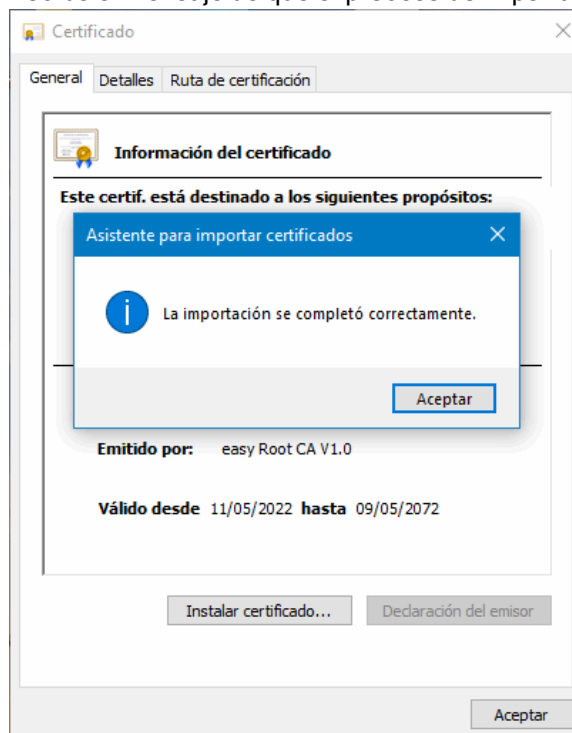 Certificado
General Detalles Ruta de certificación
Información del certificado
Este certif. está destinado a los siguientes propósitos:
Asistente para importar certificados
La importación se completó correctamente.
Aceptar
Emitido por: easy Root CA V1.0
Válido desde 11/05/2022 hasta 09/05/2072
Instalar certificado... Declaración del emisor
Aceptar